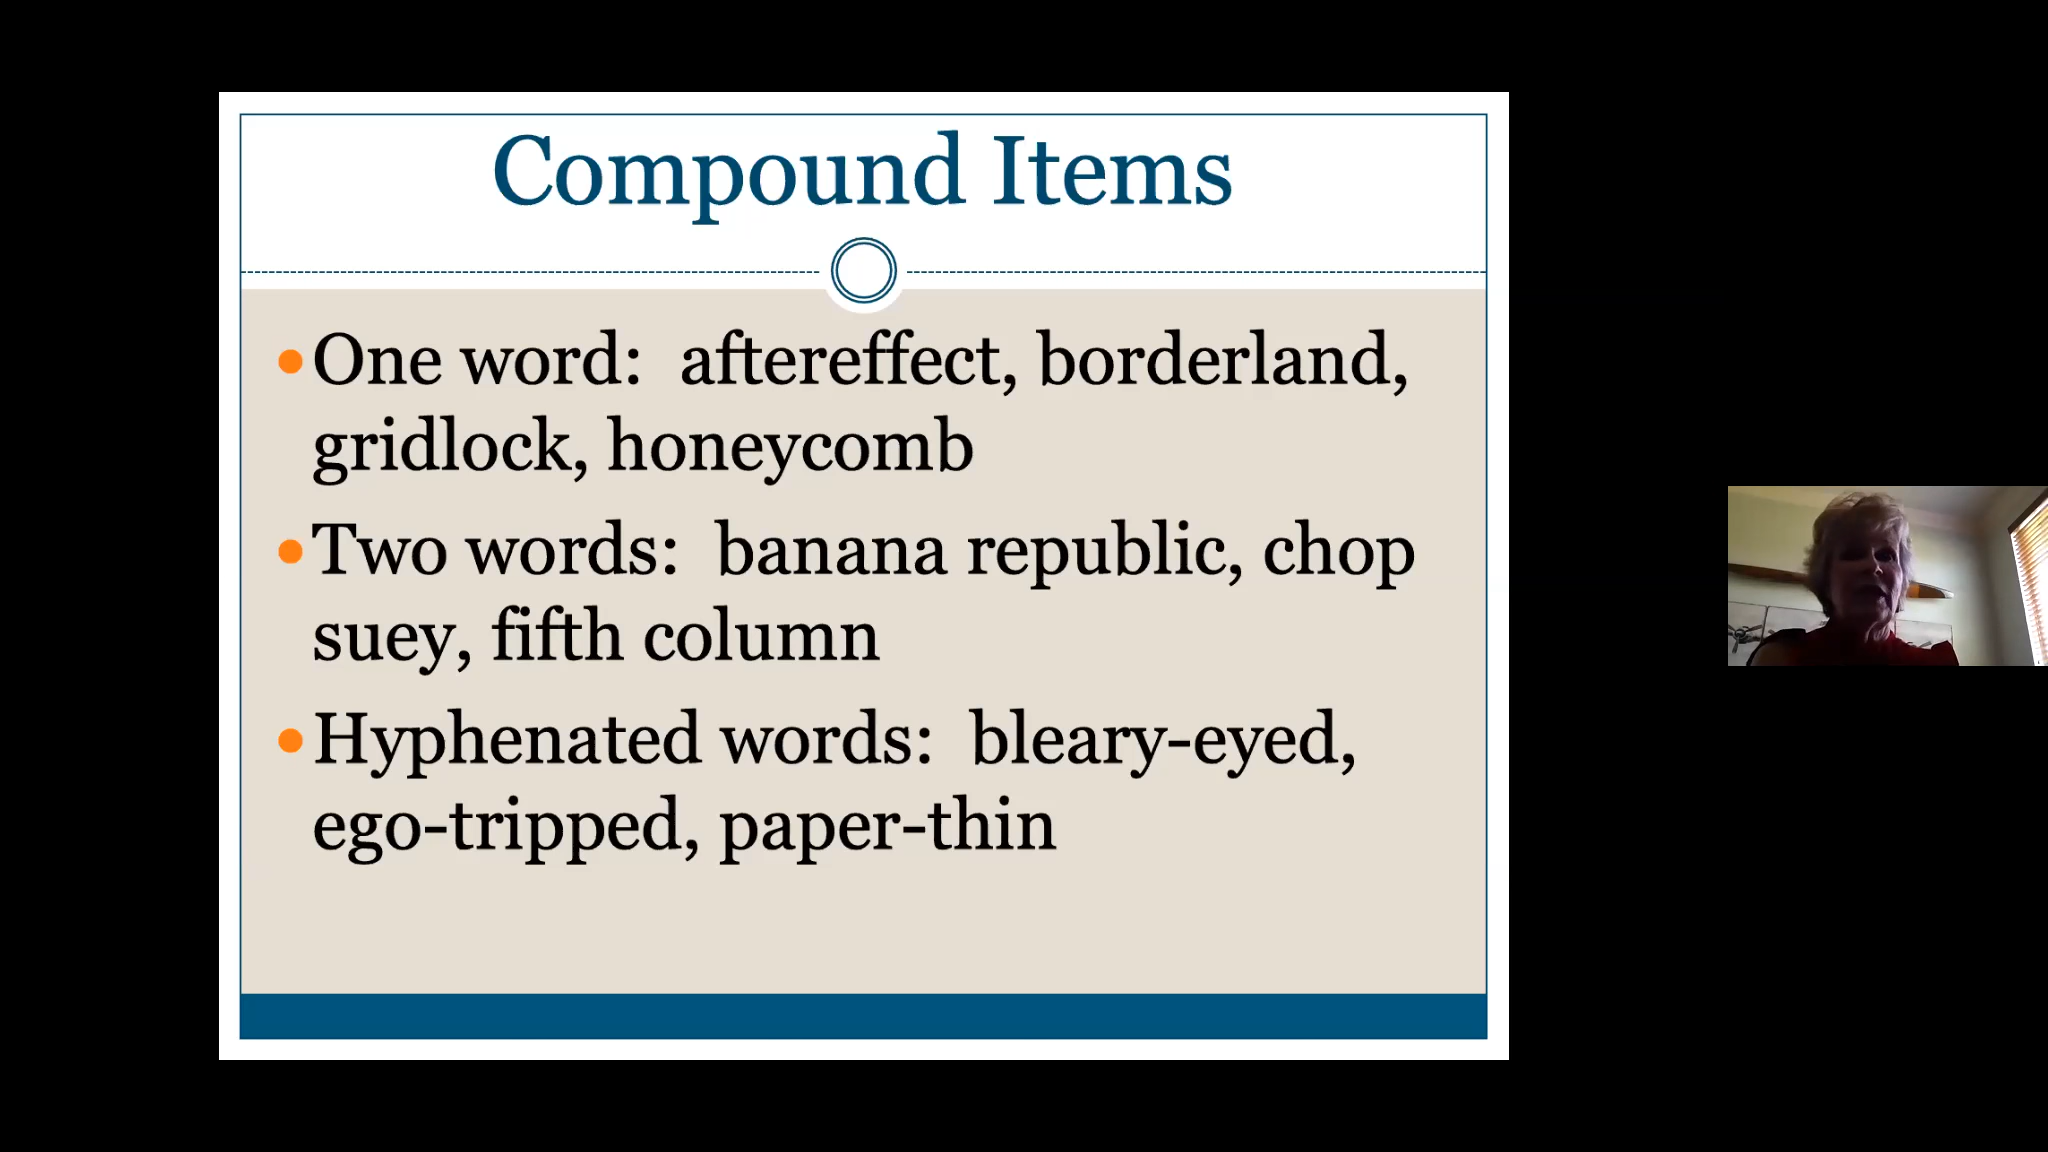 Compound Items
•One word:  aftereffect, borderland,
gridlock, honeycomb
•Two words:  banana republic, chop
suey, fifth column
•Hyphenated words:  bleary-eyed,
ego-tripped, paper-thin